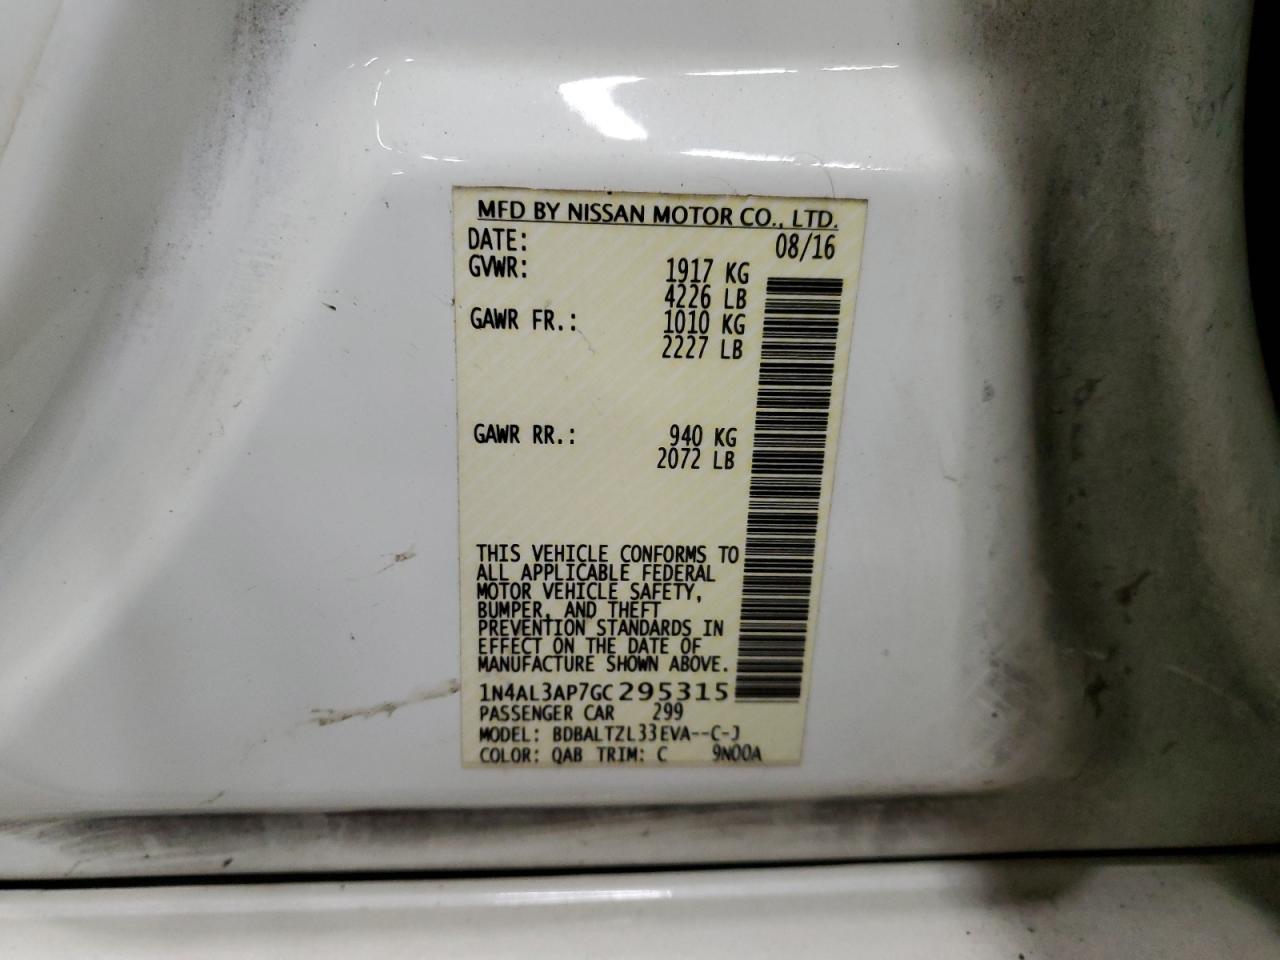 MFD BY NISSAN MOTOR CO., LTD.
DATE: 08/16
GVWR: 1917 KG
4226 LB
GAWR FR.: 1010 KG
2227 LB
GAWR RR.: 940 KG
2072 LB
THIS VEHICLE CONFORMS TO
ALL APPLICABLE FEDERAL
MOTOR VEHICLE SAFETY,
BUMPER, AND THEFT
PREVENTION STANDARDS IN
EFFECT ON THE DATE OF
MANUFACTURE SHOWN ABOVE.
1N4AL3AP7GC295315
PASSENGER CAR 299
MODEL: BDBALTZL33EVA--C-J
COLOR: QAB TRIM: C 9N00A